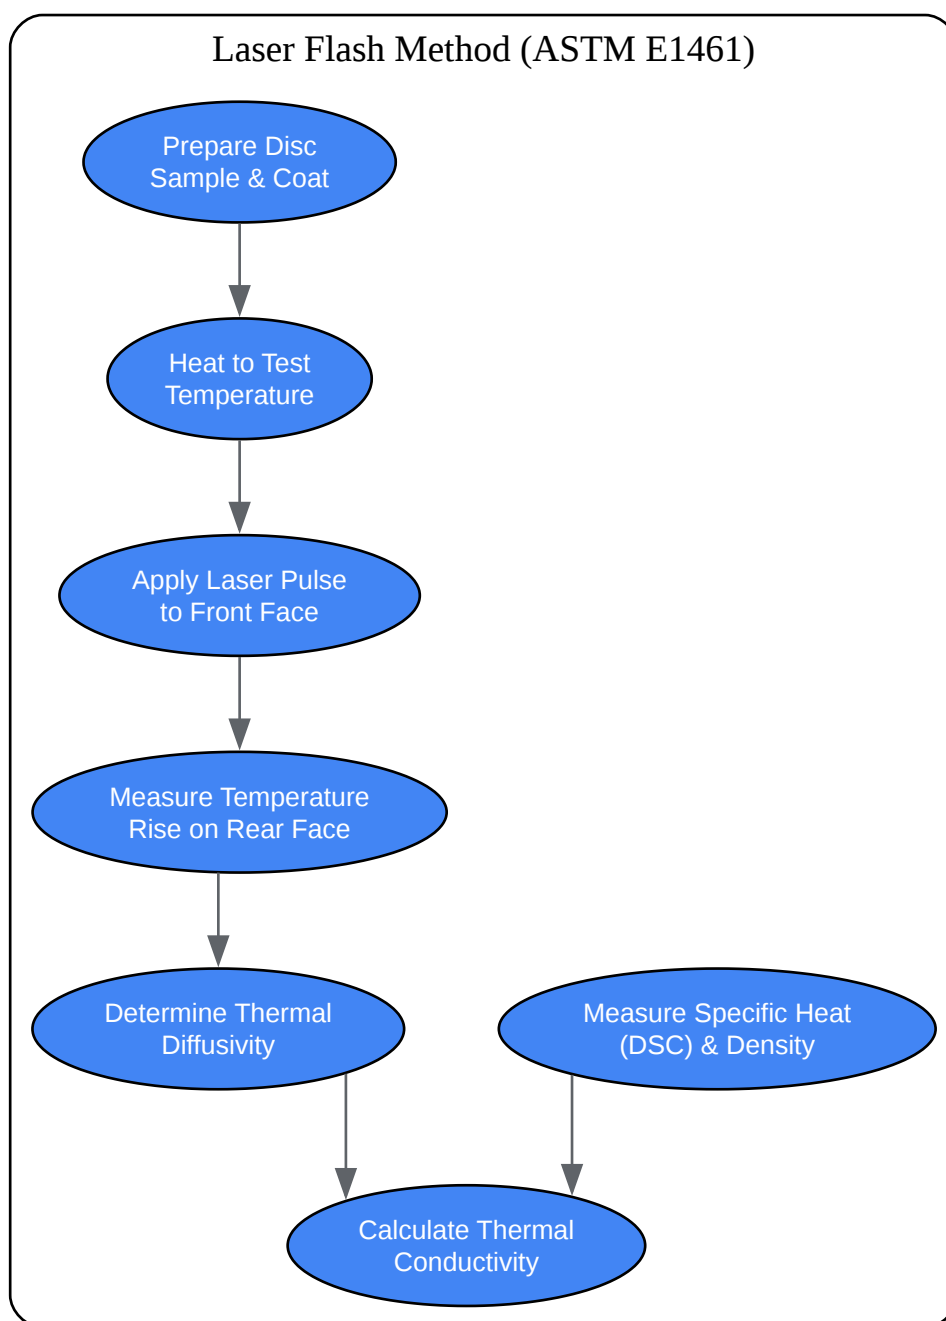 Laser Flash Method (ASTM E1461)
Prepare Disc
Sample & Coat
Heat to Test
Temperature
Apply Laser Pulse
to Front Face
Measure Temperature
Rise on Rear Face
Determine Thermal
Diffusivity
Measure Specific Heat
(DSC) & Density
Calculate Thermal
Conductivity